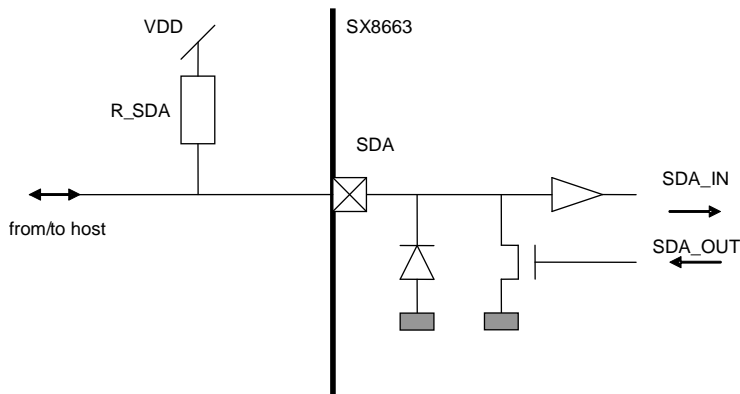 VDD
SX8663
R_SDA
SDA
SDA_IN
from/to host
SDA_OUT